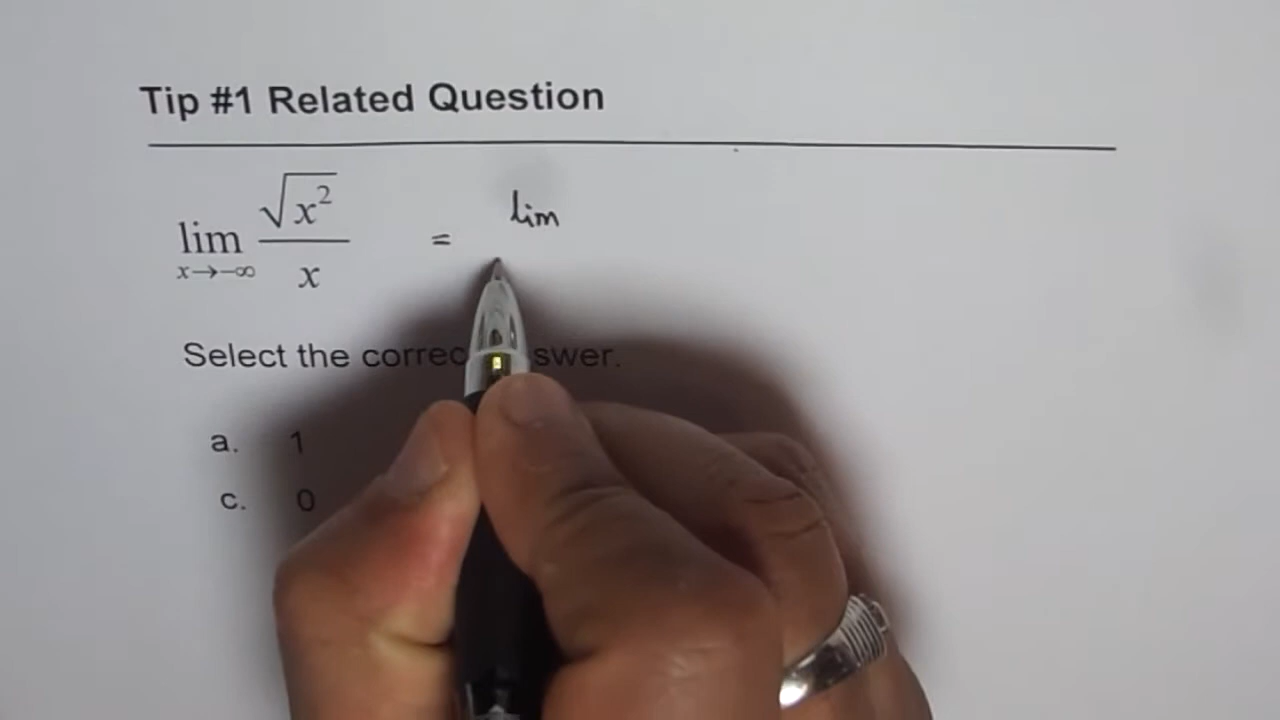 Tip #1 Related Question
lim x→−∞ √x² / x = lim
Select the correc swer.
a. 1
c. 0